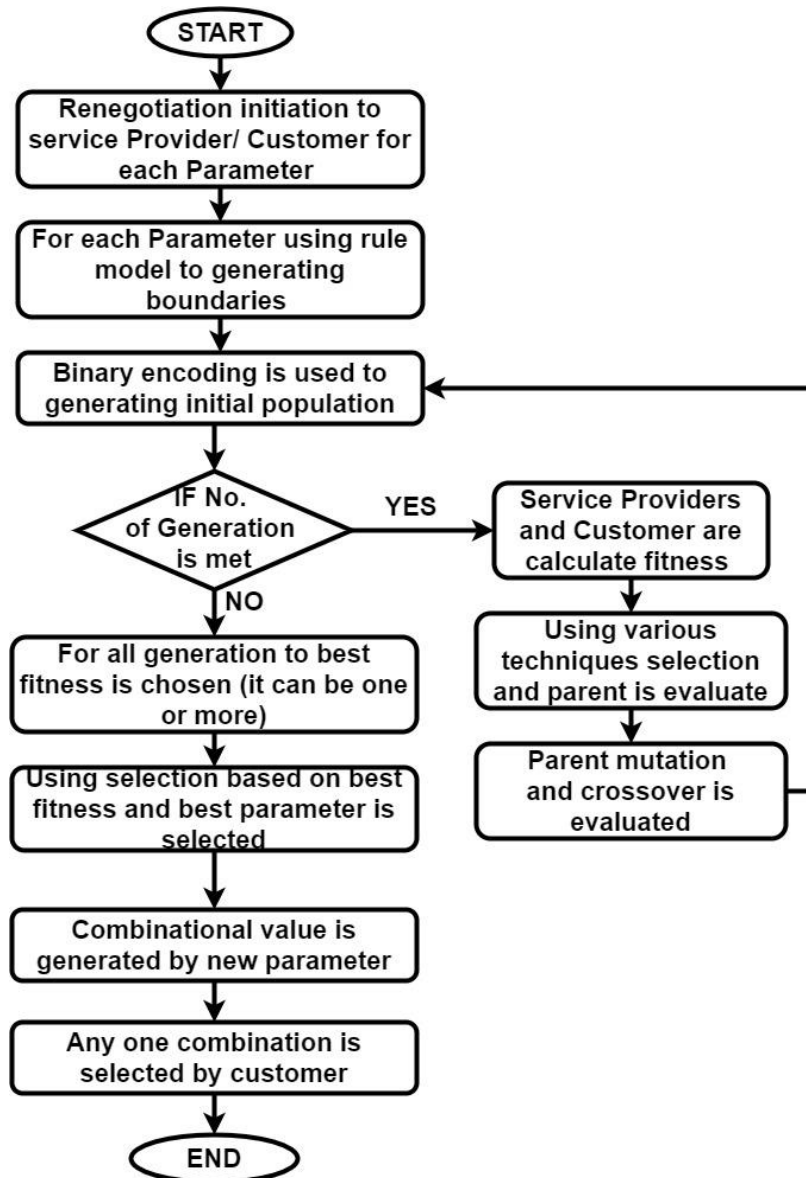 START
Renegotiation initiation to
service Provider/ Customer for
each Parameter
For each Parameter using rule
model to generating
boundaries
Binary encoding is used to
generating initial population
IF No.
of Generation
is met
YES
NO
Service Providers
and Customer are
calculate fitness
Using various
techniques selection
and parent is evaluate
Parent mutation
and crossover is
evaluated
For all generation to best
fitness is chosen (it can be one
or more)
Using selection based on best
fitness and best parameter is
selected
Combinational value is
generated by new parameter
Any one combination is
selected by customer
END